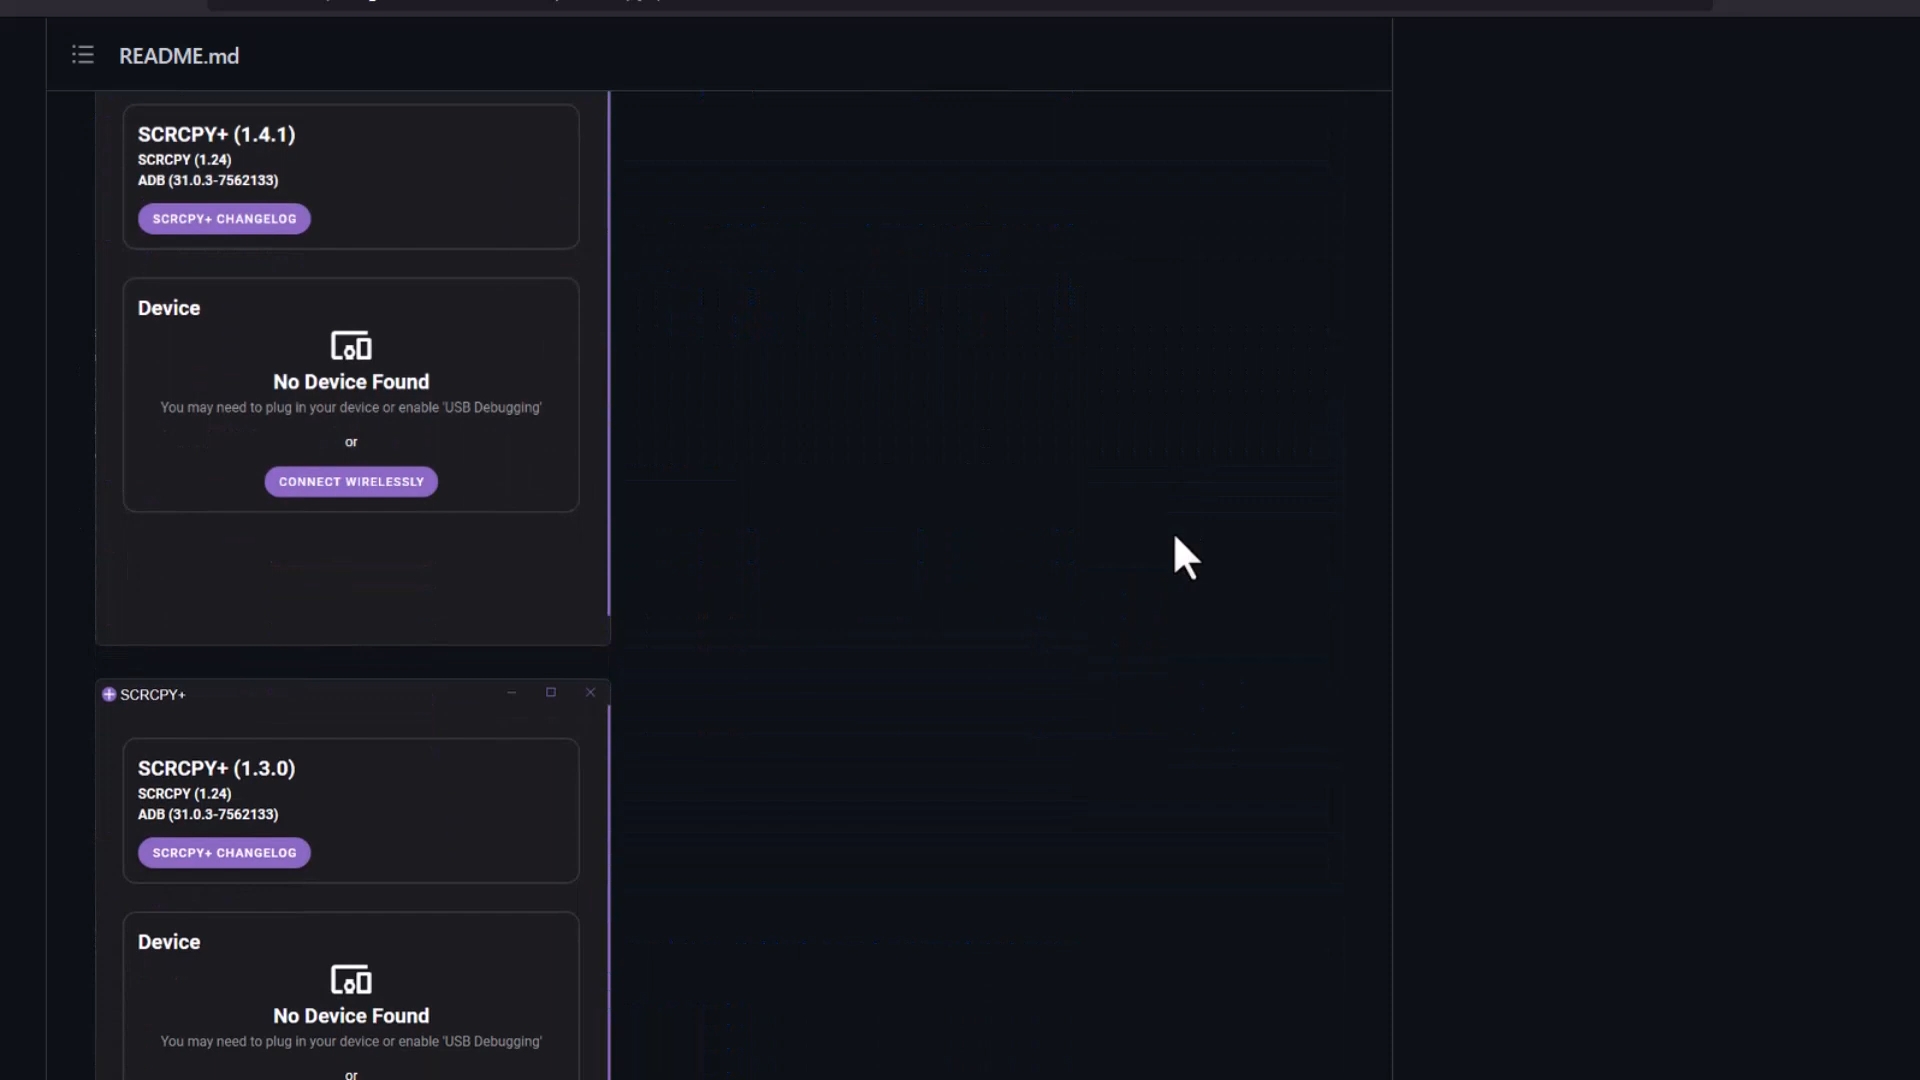 README.md
SCRCPY+ (1.4.1)
SCRCPY (1.24)
ADB (31.0.3-7562133)
SCRCPY+ CHANGELOG
Device
No Device Found
You may need to plug in your device or enable 'USB Debugging'
or
CONNECT WIRELESSLY
SCRCPY+
SCRCPY+ (1.3.0)
SCRCPY (1.24)
ADB (31.0.3-7562133)
SCRCPY+ CHANGELOG
Device
No Device Found
You may need to plug in your device or enable 'USB Debugging'
or